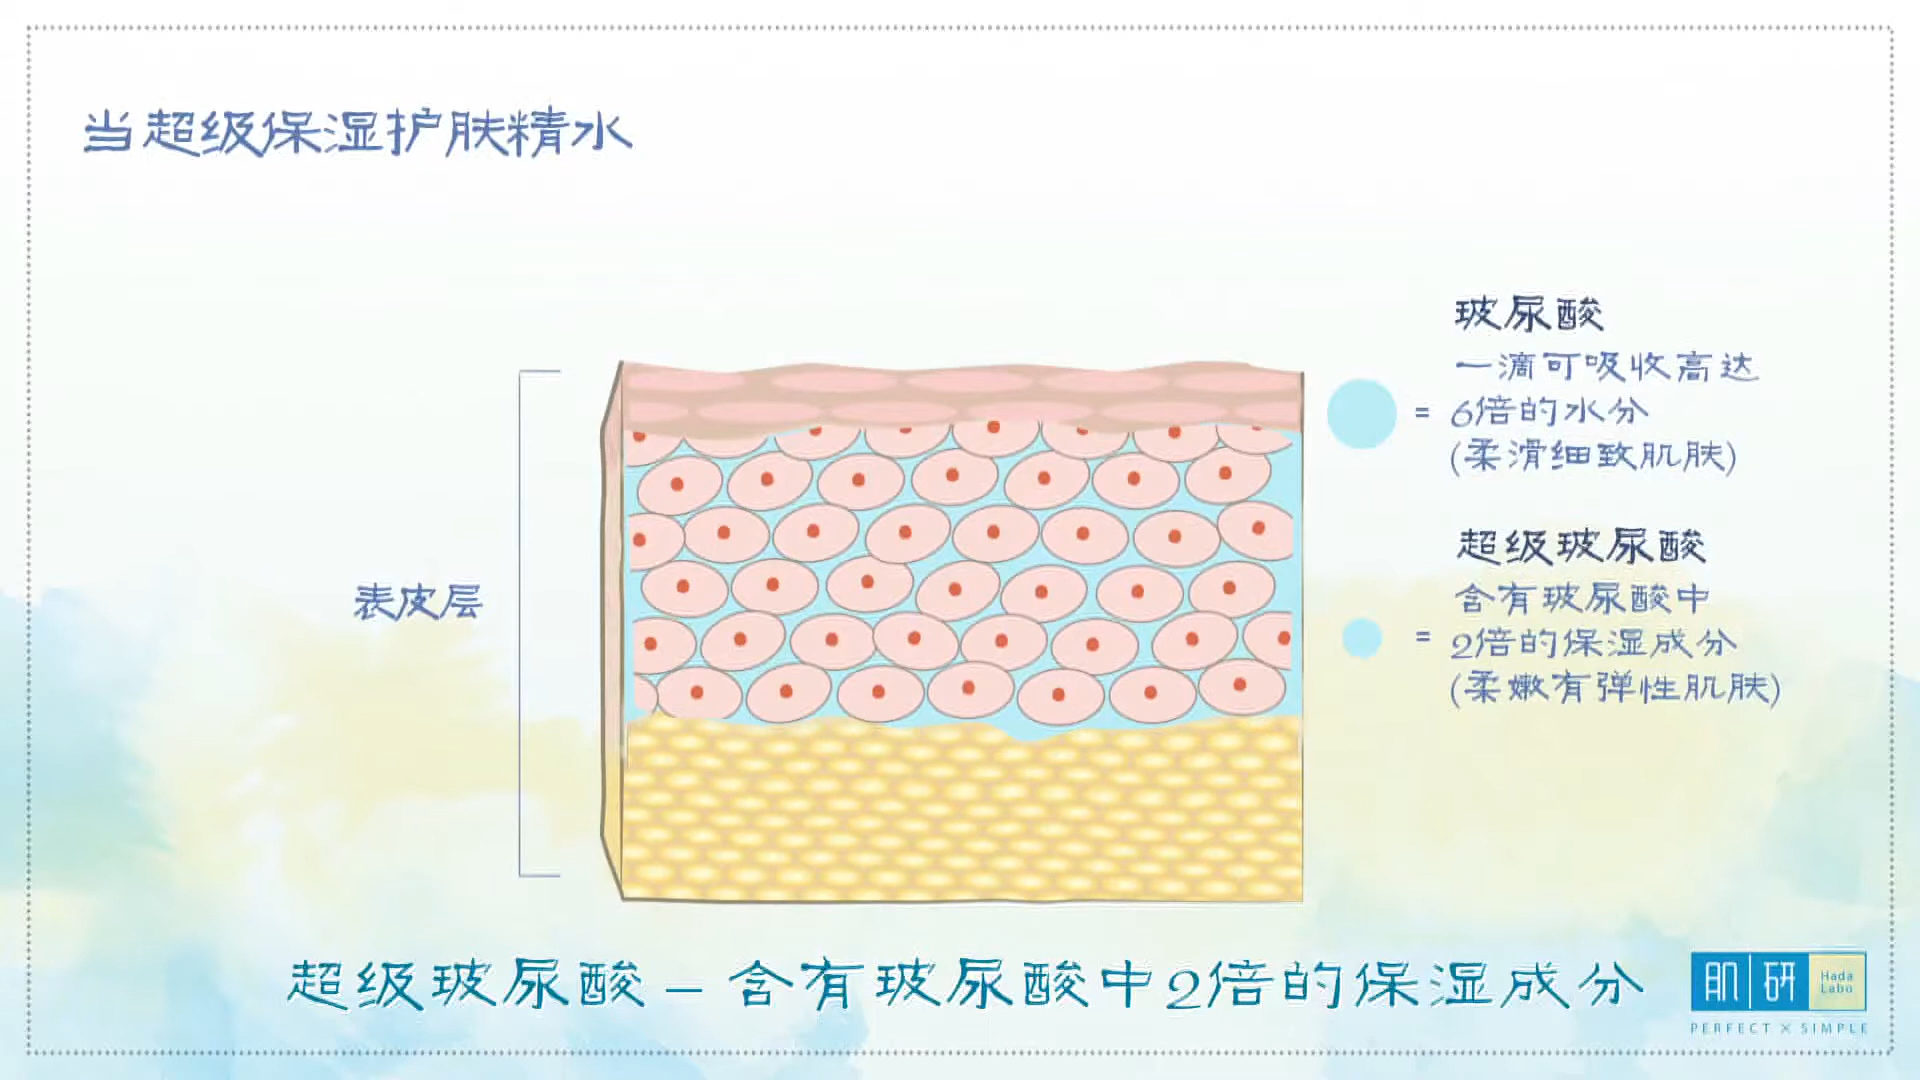 当超级保湿护肤精水
玻尿酸
一滴可吸收高达
6倍的水分
(柔滑细致肌肤)
表皮层
超级玻尿酸
含有玻尿酸中
2倍的保湿成分
(柔嫩有弹性肌肤)
=
=
超级玻尿酸 – 含有玻尿酸中2倍的保湿成分
肌研 Hada Labo
PERFECT × SIMPLE